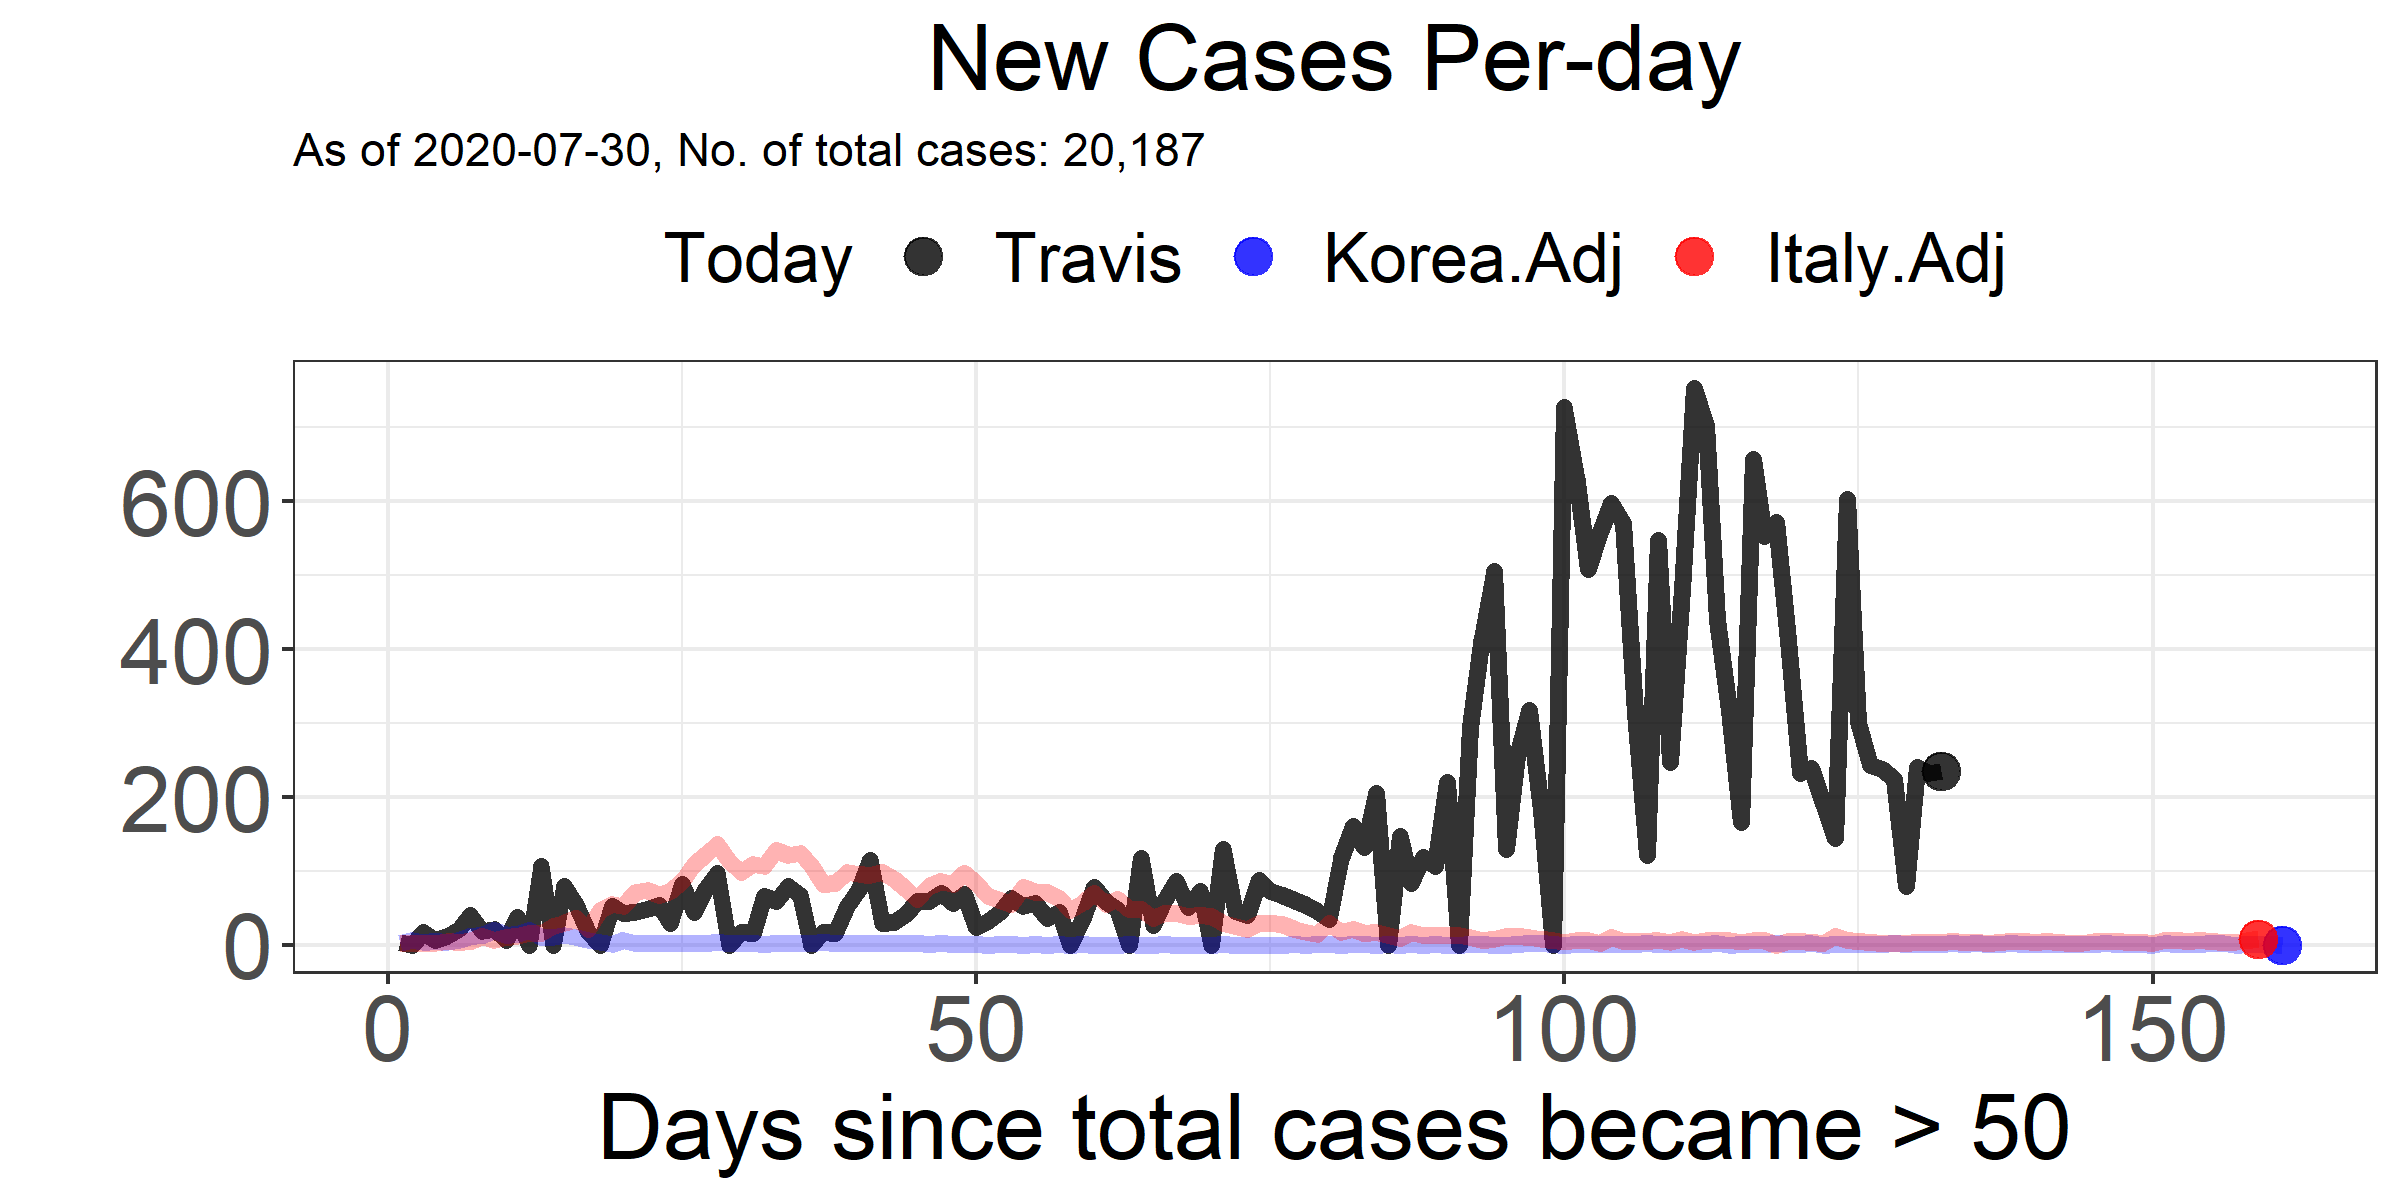 New Cases Per-day
As of 2020-07-30, No. of total cases: 20,187
Today Travis Korea.Adj Italy.Adj
600
400
200
0
0 50 100 150
Days since total cases became > 50